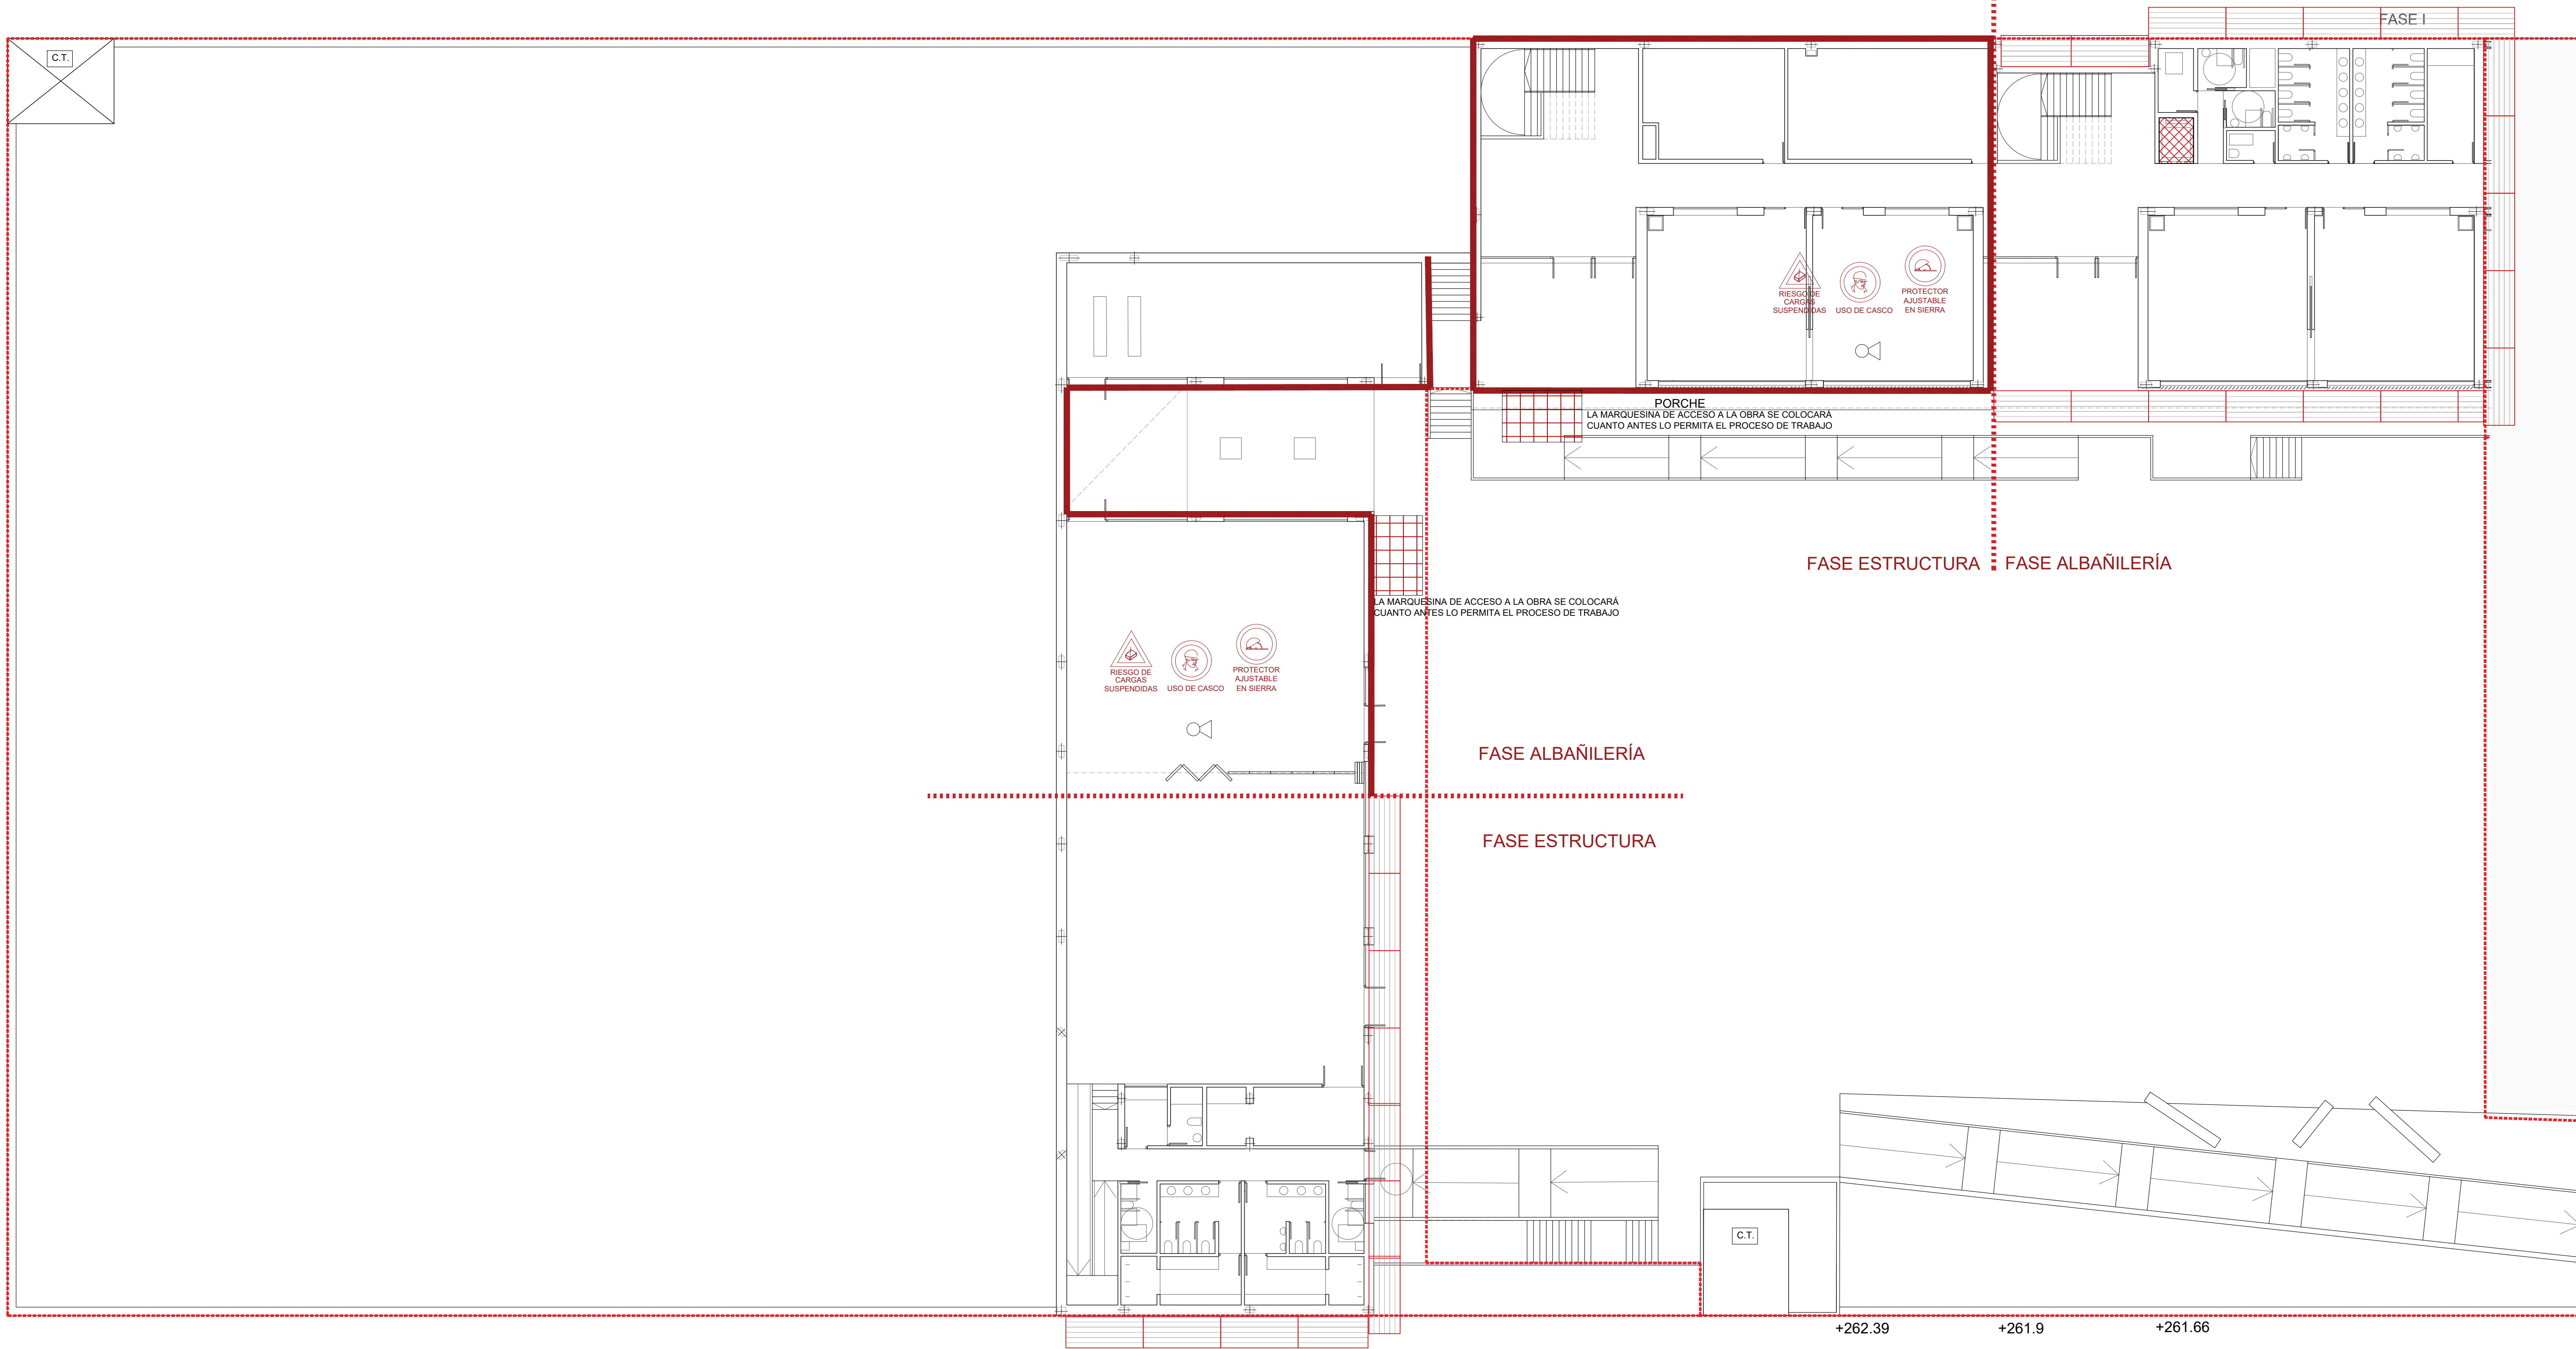 FASE I
C.T.
RIESGO DE
CARGAS
SUSPENDIDAS
USO DE CASCO
PROTECTOR
AJUSTABLE
EN SIERRA
PORCHE
LA MARQUESINA DE ACCESO A LA OBRA SE COLOCARÁ
CUANTO ANTES LO PERMITA EL PROCESO DE TRABAJO
FASE ESTRUCTURA
FASE ALBAÑILERÍA
LA MARQUESINA DE ACCESO A LA OBRA SE COLOCARÁ
CUANTO ANTES LO PERMITA EL PROCESO DE TRABAJO
RIESGO DE
CARGAS
SUSPENDIDAS
USO DE CASCO
PROTECTOR
AJUSTABLE
EN SIERRA
FASE ALBAÑILERÍA
FASE ESTRUCTURA
C.T.
+262.39
+261.9
+261.66